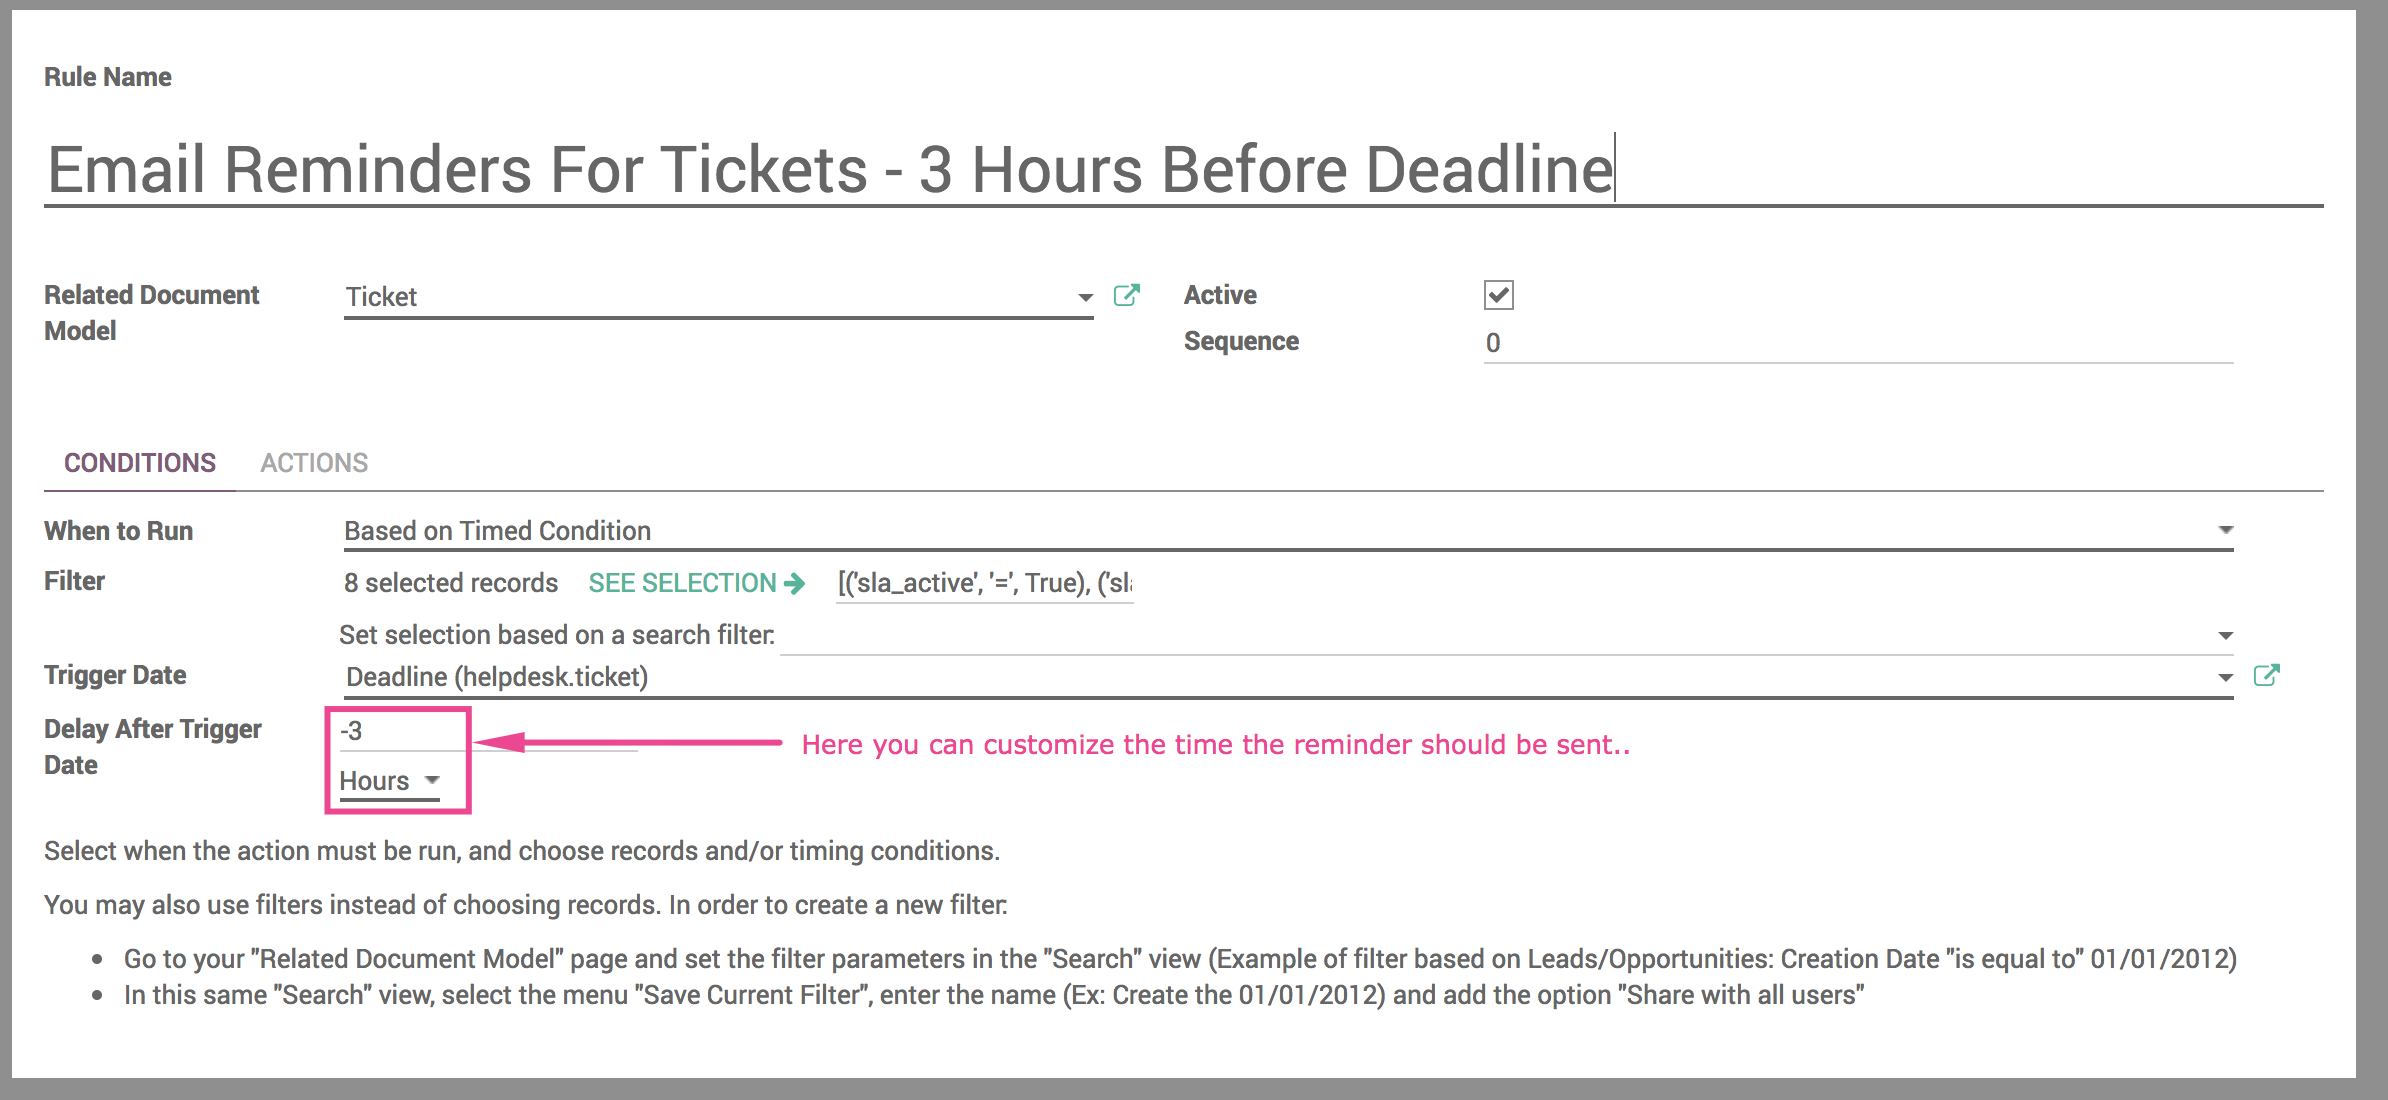 Rule Name
Email Reminders For Tickets - 3 Hours Before Deadline
Related Document
Model
Ticket
Active
Sequence
0
CONDITIONS
ACTIONS
When to Run
Based on Timed Condition
Filter
8 selected records
SEE SELECTION
[('sla_active', '=', True), ('sl
Set selection based on a search filter:
Trigger Date
Deadline (helpdesk.ticket)
Delay After Trigger
Date
-3
Hours
Here you can customize the time the reminder should be sent..
Select when the action must be run, and choose records and/or timing conditions.
You may also use filters instead of choosing records. In order to create a new filter:
• Go to your "Related Document Model" page and set the filter parameters in the "Search" view (Example of filter based on Leads/Opportunities: Creation Date "is equal to" 01/01/2012)
• In this same "Search" view, select the menu "Save Current Filter", enter the name (Ex: Create the 01/01/2012) and add the option "Share with all users"